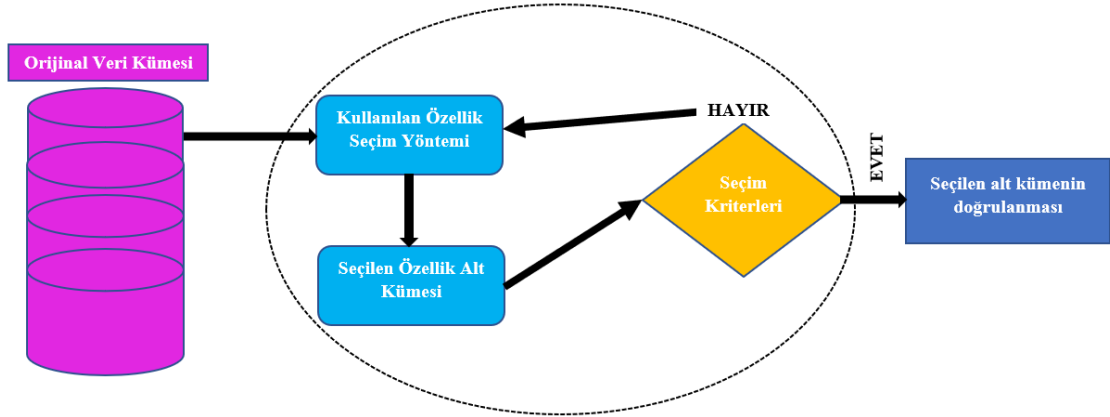 Orijinal Veri Kümesi
Kullanılan Özellik
Seçim Yöntemi
Seçilen Özellik Alt
Kümesi
HAYIR
Seçim
Kriterleri
EVET
Seçilen alt kümenin
doğrulanması